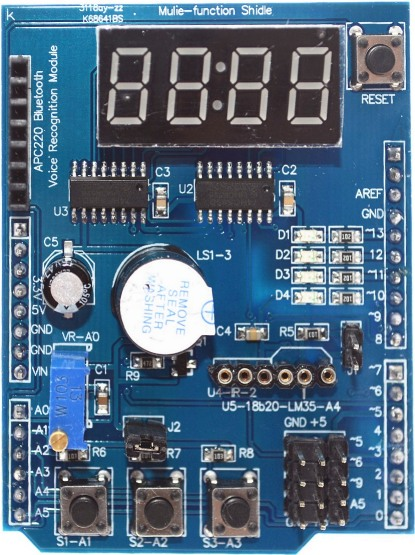 3118qy-zz
K68641BS
Mulie-function Shidle
K
RESET
APC220 Bluetooth
Voice Recognition Module
C3
U2
C2
U3
AREF
GND
~13
12
~11
~10
~9
8
D1
D2
D3
D4
C5
LS1-3
REMOVE
SEAL
AFTER
WASHING
3.3V
5V
GND
GND
VIN
VR-A0
W103
C1
R9
C4
R5
U4-IR-2
U5-18b20-LM35-A4
~7
~6
~5
4
~3
2
1
0
A0
A1
A2
A3
A4
A5
R6
J2
R7
R8
GND +5
~5
~6
~9
A5
S1-A1
S2-A2
S3-A3